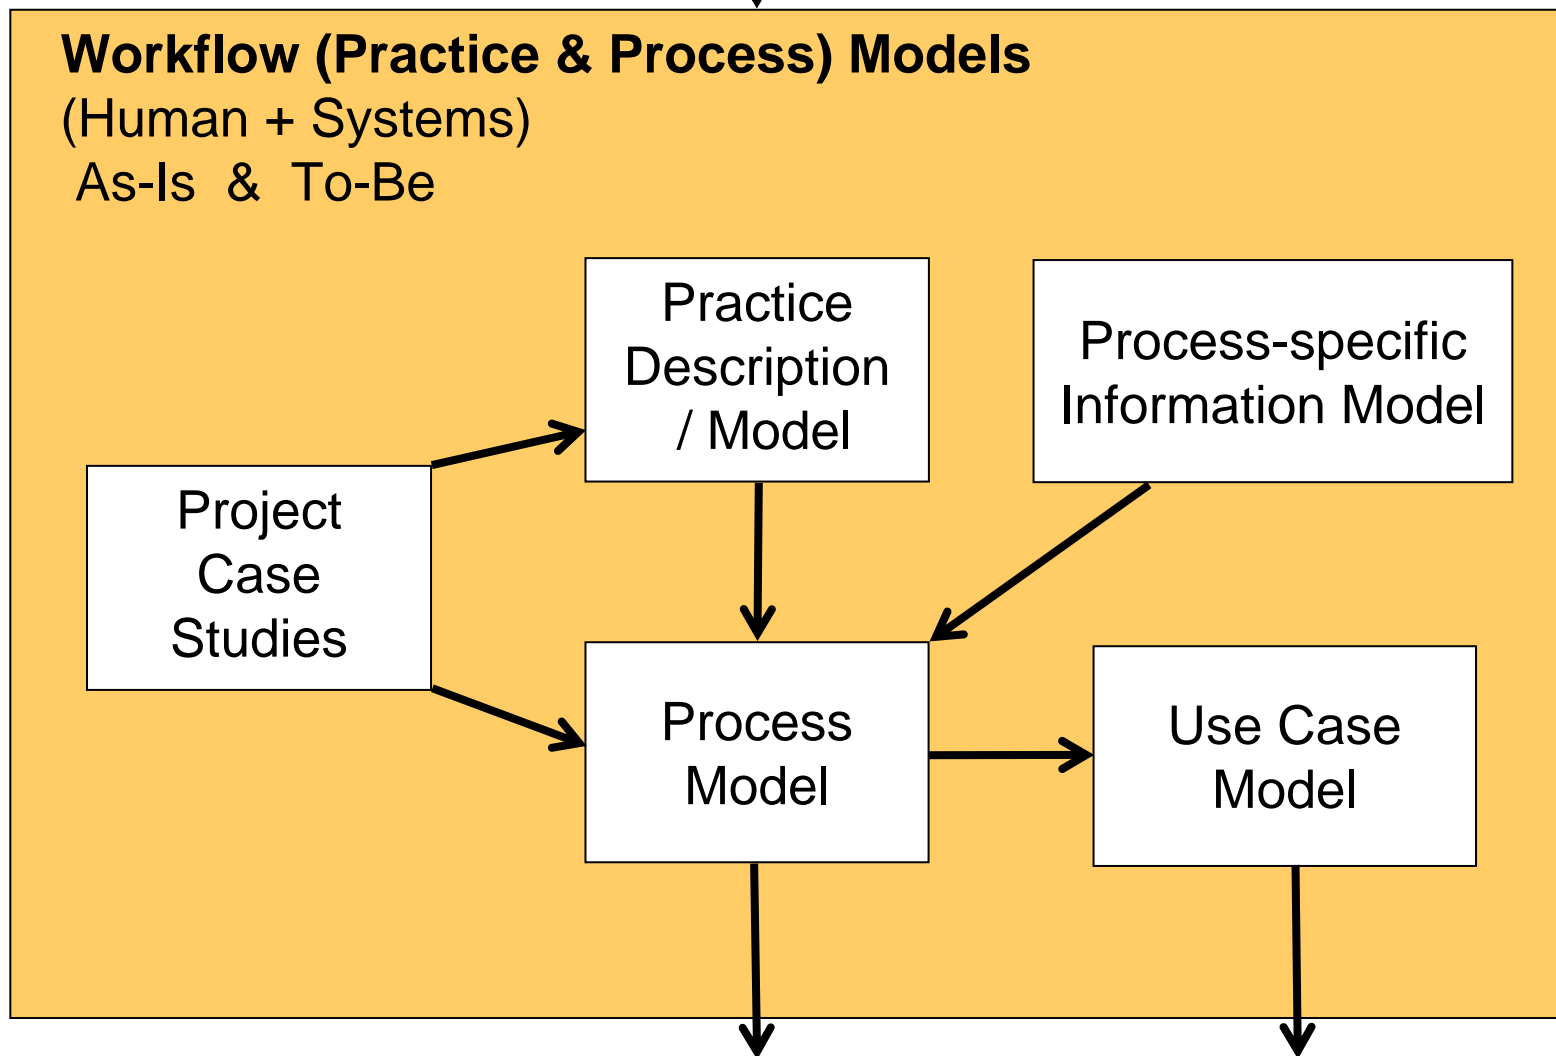 Workflow (Practice & Process) Models
(Human + Systems)
As-Is & To-Be
Practice
Description
/ Model
Process-specific
Information Model
Project
Case
Studies
Process
Model
Use Case
Model